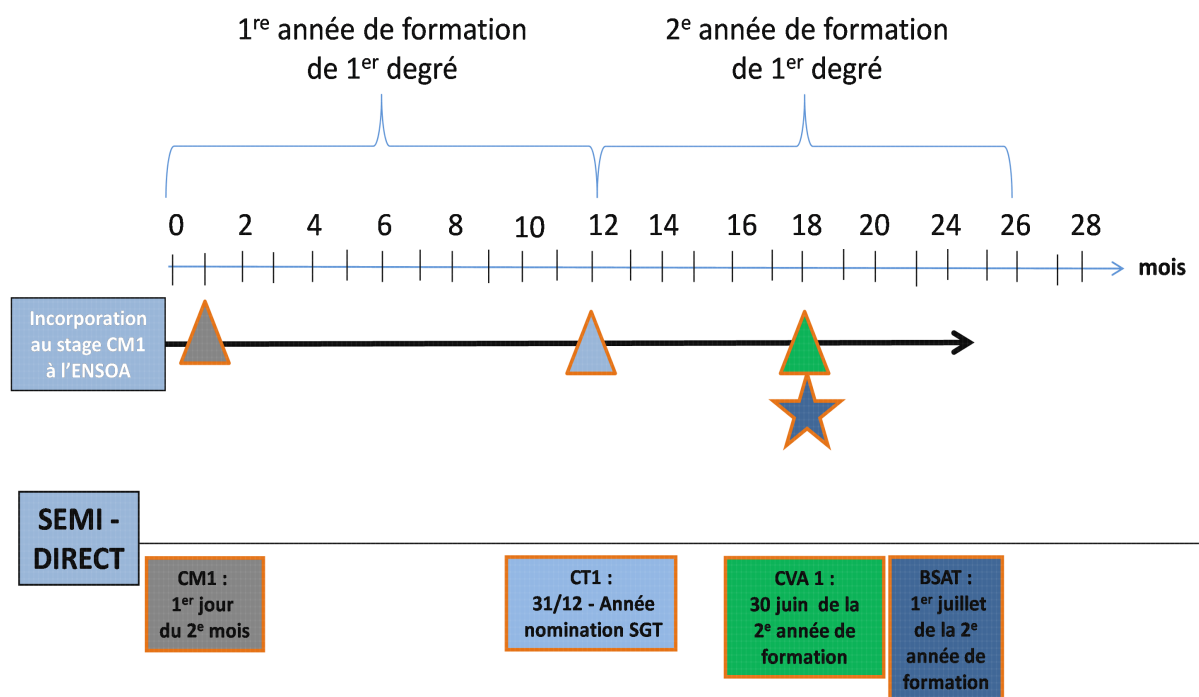 1re année de formation
de 1er degré
2e année de formation
de 1er degré
0 2 4 6 8 10 12 14 16 18 20 24 26 28
mois
Incorporation
au stage CM1
à l’ENSOA
SEMI -
DIRECT
CM1 :
1er jour
du 2e mois
CT1 :
31/12 - Année
nomination SGT
CVA 1 :
30 juin de la
2e année de
formation
BSAT :
1er juillet
de la 2e
année de
formation